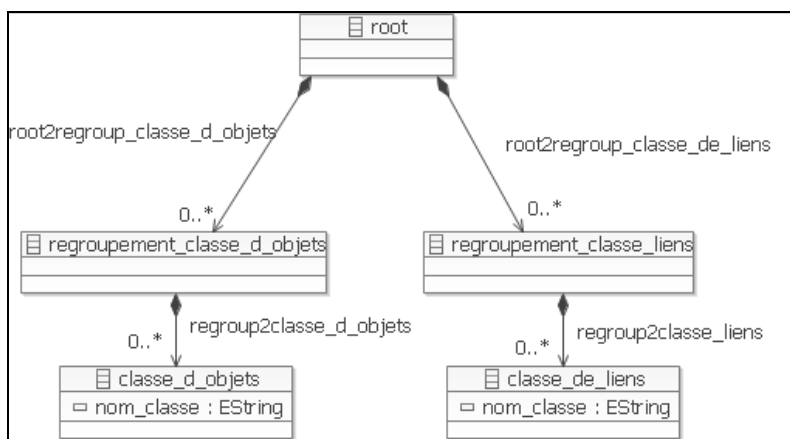 root
root2regroup_classe_d_objets
root2regroup_classe_de_liens
0..*
0..*
regroupement_classe_d_objets
regroupement_classe_liens
regroup2classe_d_objets
regroup2classe_liens
0..*
0..*
classe_d_objets
classe_de_liens
nom_classe : EString
nom_classe : EString